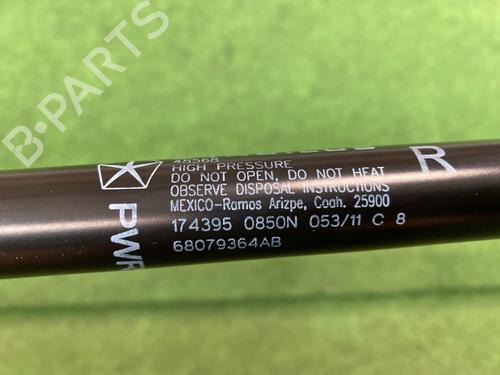 48568
HIGH PRESSURE
DO NOT OPEN, DO NOT HEAT
OBSERVE DISPOSAL INSTRUCTIONS
MEXICO-Ramos Arizpe, Coah. 25900
174395 0850N 053/11 C 8
68079364AB
R
PWR
B-PARTS